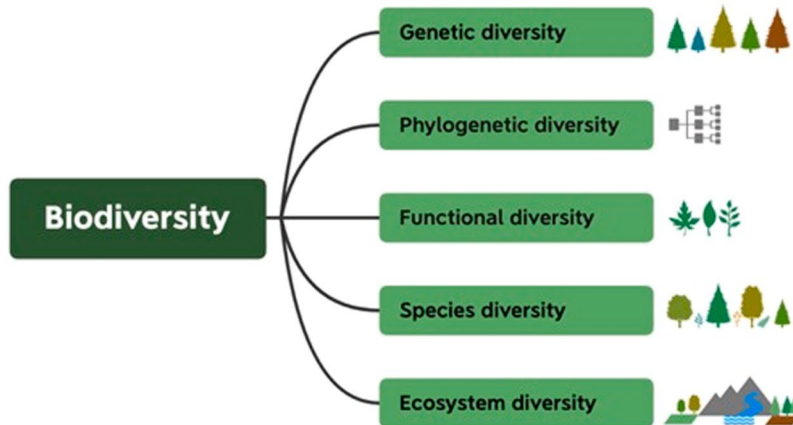 Biodiversity
Genetic diversity
Phylogenetic diversity
Functional diversity
Species diversity
Ecosystem diversity